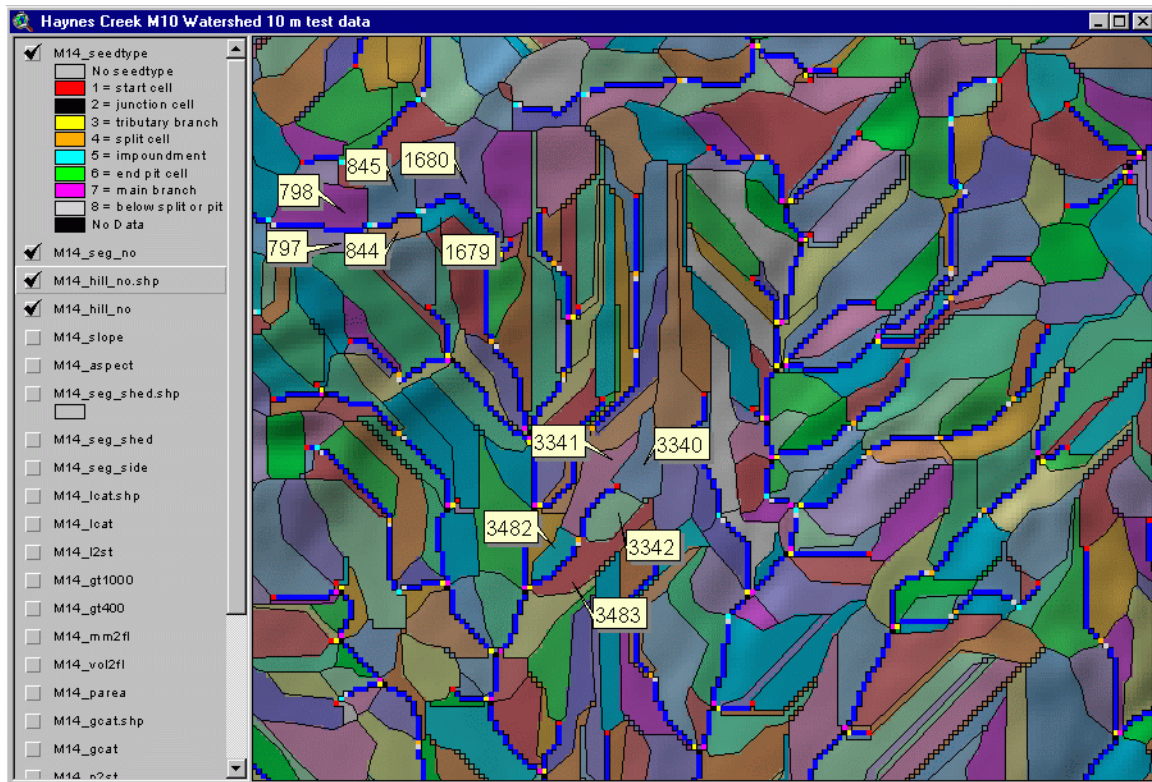 Haynes Creek M10 Watershed 10 m test data
M14_seedtype
No seedtype
1 = start cell
2 = junction cell
3 = tributary branch
4 = split cell
5 = impoundment
6 = end pit cell
7 = main branch
8 = below split or pit
No Data
M14_seg_no
M14_hill_no.shp
M14_hill_no
M14_slope
M14_aspect
M14_seg_shed.shp
M14_seg_shed
M14_seg_side
M14_lcat.shp
M14_lcat
M14_l2st
M14_gt1000
M14_gt400
M14_mm2fl
M14_vol2fl
M14_parea
M14_gcat.shp
M14_gcat
845
1680
798
797
844
1679
3341
3340
3482
3342
3483